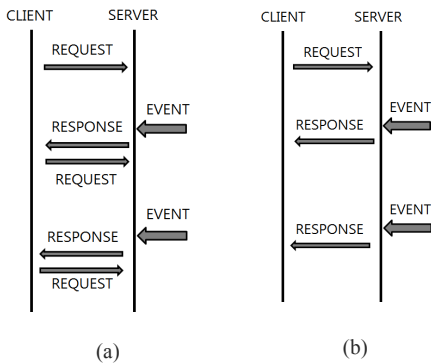 CLIENT SERVER
REQUEST
EVENT
RESPONSE
REQUEST
EVENT
RESPONSE
REQUEST
(a)
CLIENT SERVER
REQUEST
EVENT
RESPONSE
EVENT
RESPONSE
(b)